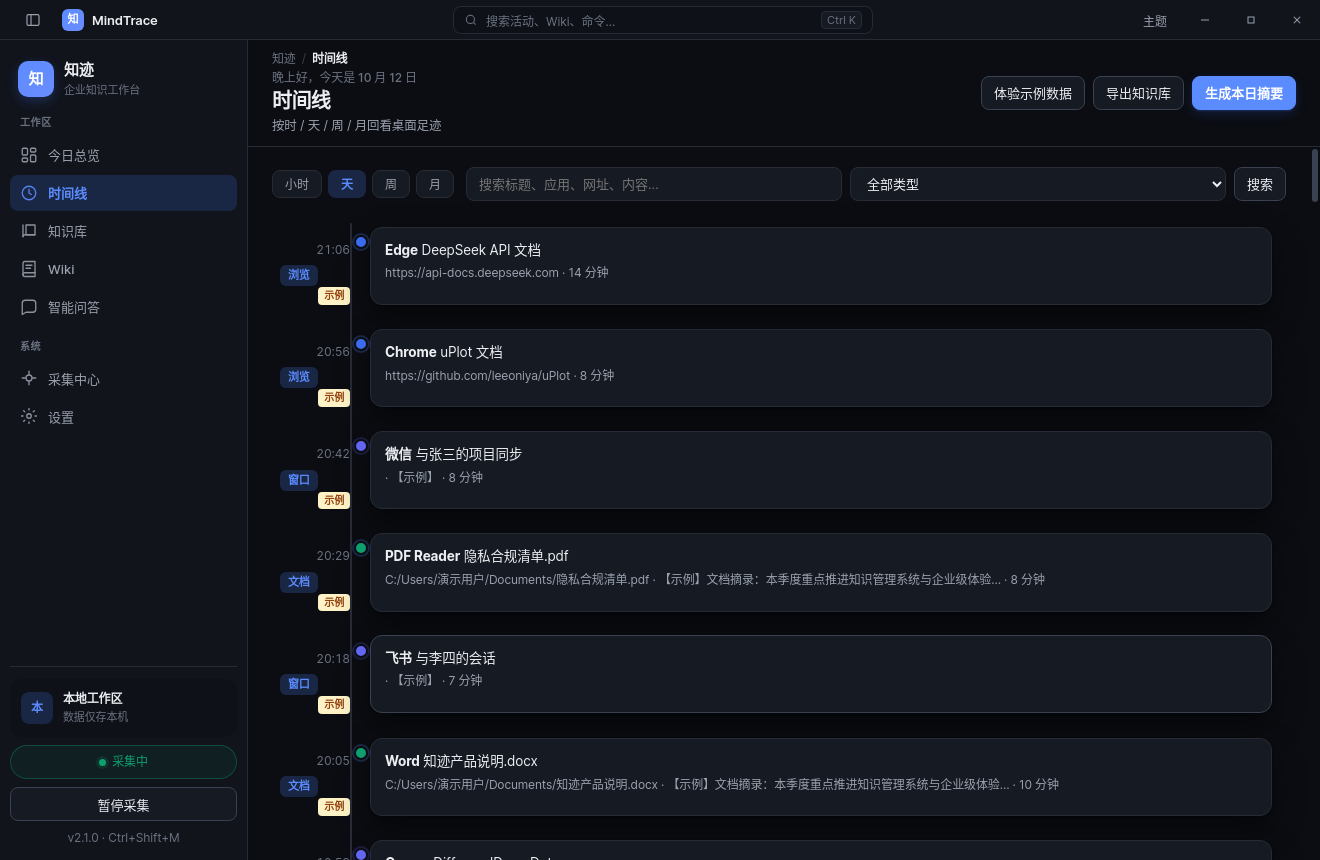 知 MindTrace
搜索活动、Wiki、命令... Ctrl K
主题
知 知迹
企业知识工作台
工作区
今日总览
时间线
知识库
Wiki
智能问答
系统
采集中心
设置
本 本地工作区
数据仅存本机
采集中
暂停采集
v2.1.0 · Ctrl+Shift+M
知迹 / 时间线
晚上好，今天是 10 月 12 日
时间线
按时 / 天 / 周 / 月回看桌面足迹
体验示例数据 导出知识库 生成本日摘要
小时 天 周 月 搜索标题、应用、网址、内容... 全部类型 搜索
21:06 Edge DeepSeek API 文档
浏览 https://api-docs.deepseek.com · 14 分钟
示例
20:56 Chrome uPlot 文档
浏览 https://github.com/leeoniya/uPlot · 8 分钟
示例
20:42 微信 与张三的项目同步
窗口 · 【示例】 · 8 分钟
示例
20:29 PDF Reader 隐私合规清单.pdf
文档 C:/Users/演示用户/Documents/隐私合规清单.pdf · 【示例】文档摘录：本季度重点推进知识管理系统与企业级体验... · 8 分钟
示例
20:18 飞书 与李四的会话
窗口 · 【示例】 · 7 分钟
示例
20:05 Word 知迹产品说明.docx
文档 C:/Users/演示用户/Documents/知迹产品说明.docx · 【示例】文档摘录：本季度重点推进知识管理系统与企业级体验... · 10 分钟
示例